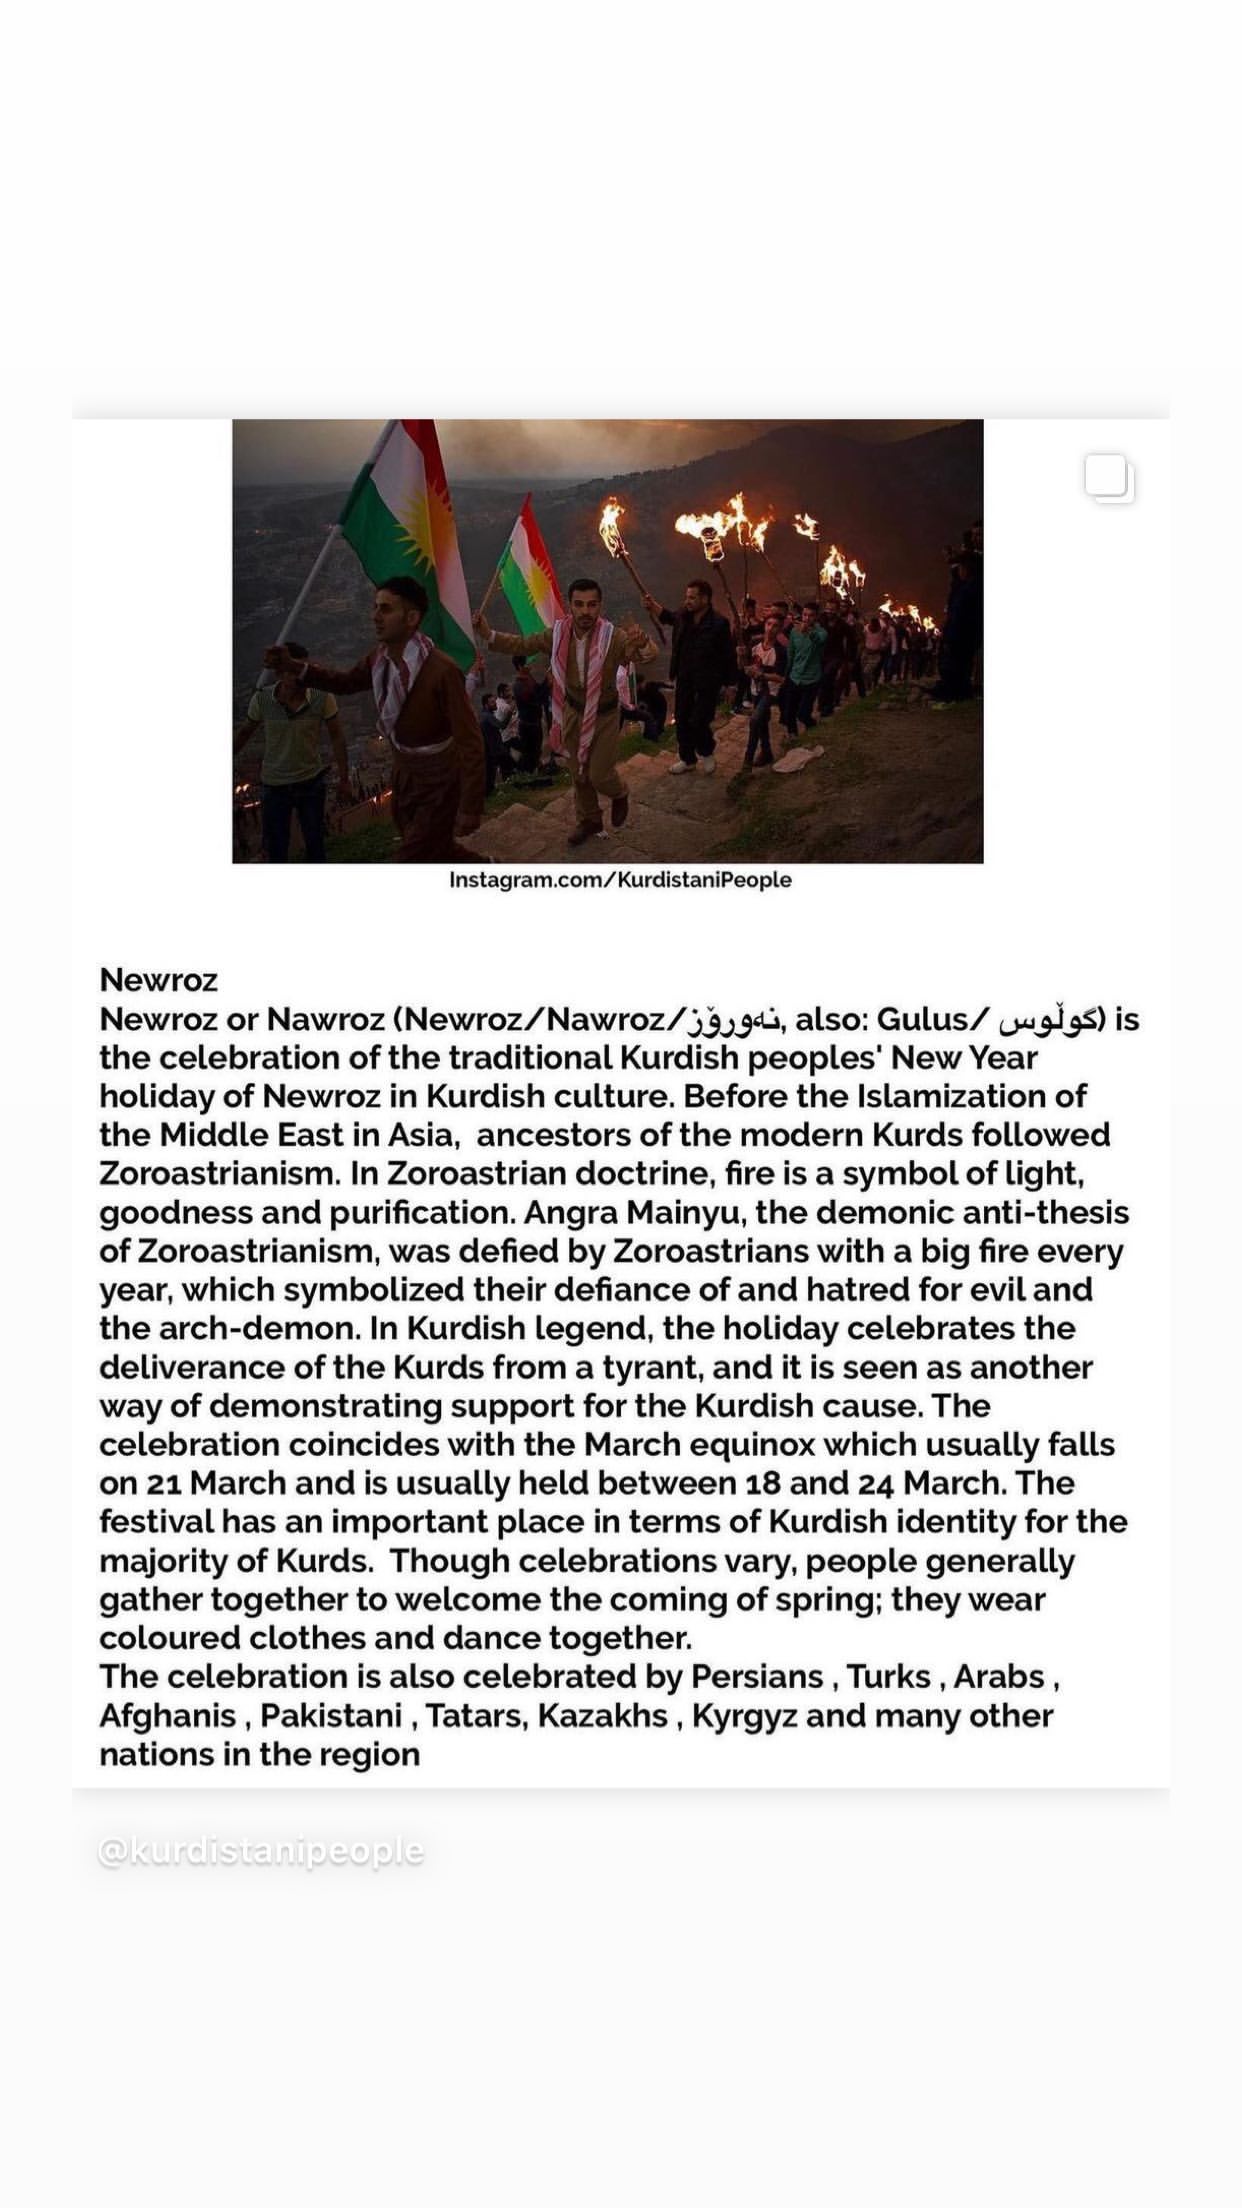 Instagram.com/KurdistaniPeople
Newroz
Newroz or Nawroz (Newroz/Nawroz/نەورۆز, also: Gulus/ گوڵوس) is
the celebration of the traditional Kurdish peoples' New Year
holiday of Newroz in Kurdish culture. Before the Islamization of
the Middle East in Asia,  ancestors of the modern Kurds followed
Zoroastrianism. In Zoroastrian doctrine, fire is a symbol of light,
goodness and purification. Angra Mainyu, the demonic anti-thesis
of Zoroastrianism, was defied by Zoroastrians with a big fire every
year, which symbolized their defiance of and hatred for evil and
the arch-demon. In Kurdish legend, the holiday celebrates the
deliverance of the Kurds from a tyrant, and it is seen as another
way of demonstrating support for the Kurdish cause. The
celebration coincides with the March equinox which usually falls
on 21 March and is usually held between 18 and 24 March. The
festival has an important place in terms of Kurdish identity for the
majority of Kurds.  Though celebrations vary, people generally
gather together to welcome the coming of spring; they wear
coloured clothes and dance together.
The celebration is also celebrated by Persians , Turks , Arabs ,
Afghanis , Pakistani , Tatars, Kazakhs , Kyrgyz and many other
nations in the region
@kurdistanipeople